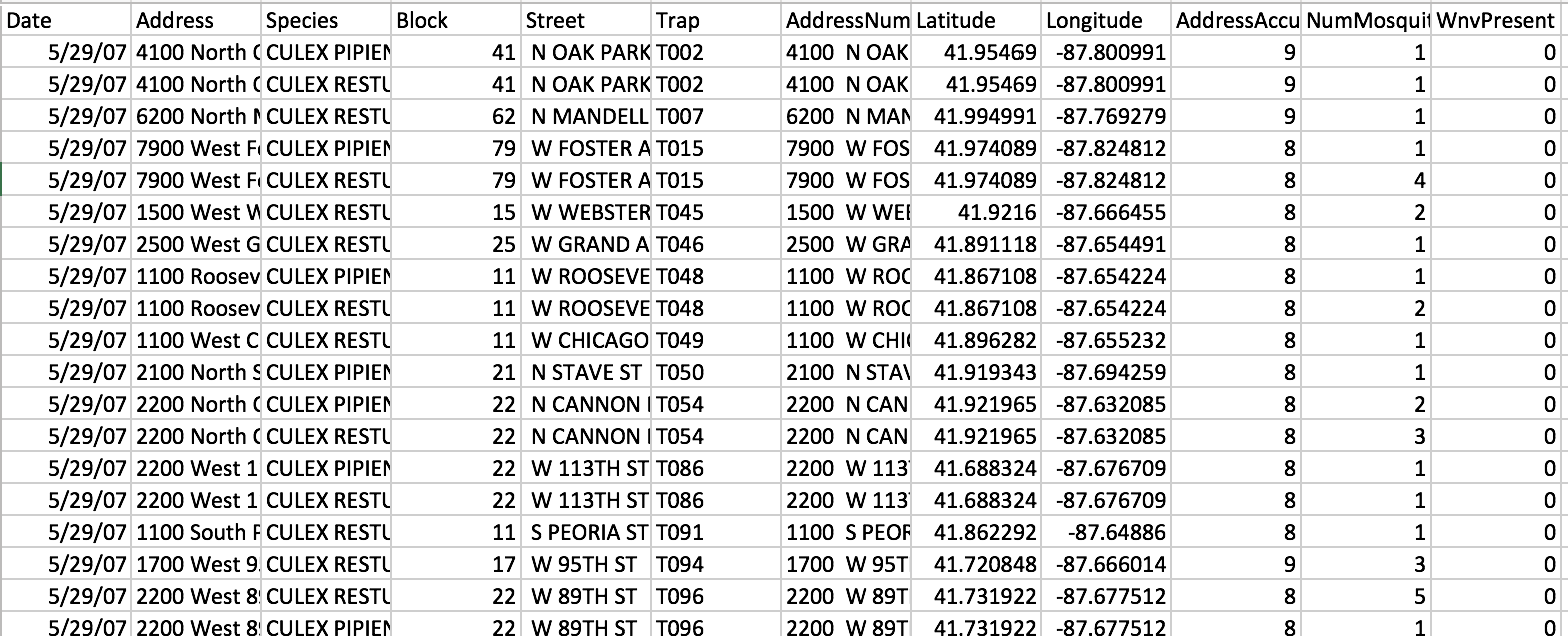 Date Address Species Block Street Trap AddressNum Latitude Longitude AddressAccu NumMosquit WnvPresent
5/29/07 4100 North CULEX PIPIEN 41 N OAK PARK T002 4100 N OAK 41.95469 -87.800991 9 1 0
5/29/07 4100 North CULEX RESTU 41 N OAK PARK T002 4100 N OAK 41.95469 -87.800991 9 1 0
5/29/07 6200 North CULEX RESTU 62 N MANDELL T007 6200 N MAN 41.994991 -87.769279 9 1 0
5/29/07 7900 West F CULEX PIPIEN 79 W FOSTER A T015 7900 W FOS 41.974089 -87.824812 8 1 0
5/29/07 7900 West F CULEX RESTU 79 W FOSTER A T015 7900 W FOS 41.974089 -87.824812 8 4 0
5/29/07 1500 West W CULEX RESTU 15 W WEBSTER T045 1500 W WEB 41.9216 -87.666455 8 2 0
5/29/07 2500 West G CULEX RESTU 25 W GRAND A T046 2500 W GRA 41.891118 -87.654491 8 1 0
5/29/07 1100 Roosev CULEX PIPIEN 11 W ROOSEVE T048 1100 W ROO 41.867108 -87.654224 8 1 0
5/29/07 1100 Roosev CULEX RESTU 11 W ROOSEVE T048 1100 W ROO 41.867108 -87.654224 8 2 0
5/29/07 1100 West C CULEX RESTU 11 W CHICAGO T049 1100 W CHI 41.896282 -87.655232 8 1 0
5/29/07 2100 North S CULEX PIPIEN 21 N STAVE ST T050 2100 N STAV 41.919343 -87.694259 8 1 0
5/29/07 2200 North CULEX PIPIEN 22 N CANNON T054 2200 N CAN 41.921965 -87.632085 8 2 0
5/29/07 2200 North CULEX RESTU 22 N CANNON T054 2200 N CAN 41.921965 -87.632085 8 3 0
5/29/07 2200 West 1 CULEX PIPIEN 22 W 113TH ST T086 2200 W 113 41.688324 -87.676709 8 1 0
5/29/07 2200 West 1 CULEX RESTU 22 W 113TH ST T086 2200 W 113 41.688324 -87.676709 8 1 0
5/29/07 1100 South P CULEX RESTU 11 S PEORIA ST T091 1100 S PEOR 41.862292 -87.64886 8 1 0
5/29/07 1700 West 9 CULEX RESTU 17 W 95TH ST T094 1700 W 95T 41.720848 -87.666014 9 3 0
5/29/07 2200 West 8 CULEX RESTU 22 W 89TH ST T096 2200 W 89T 41.731922 -87.677512 8 5 0
5/29/07 2200 West 8 CULEX PIPIEN 22 W 89TH ST T096 2200 W 89T 41.731922 -87.677512 8 1 0